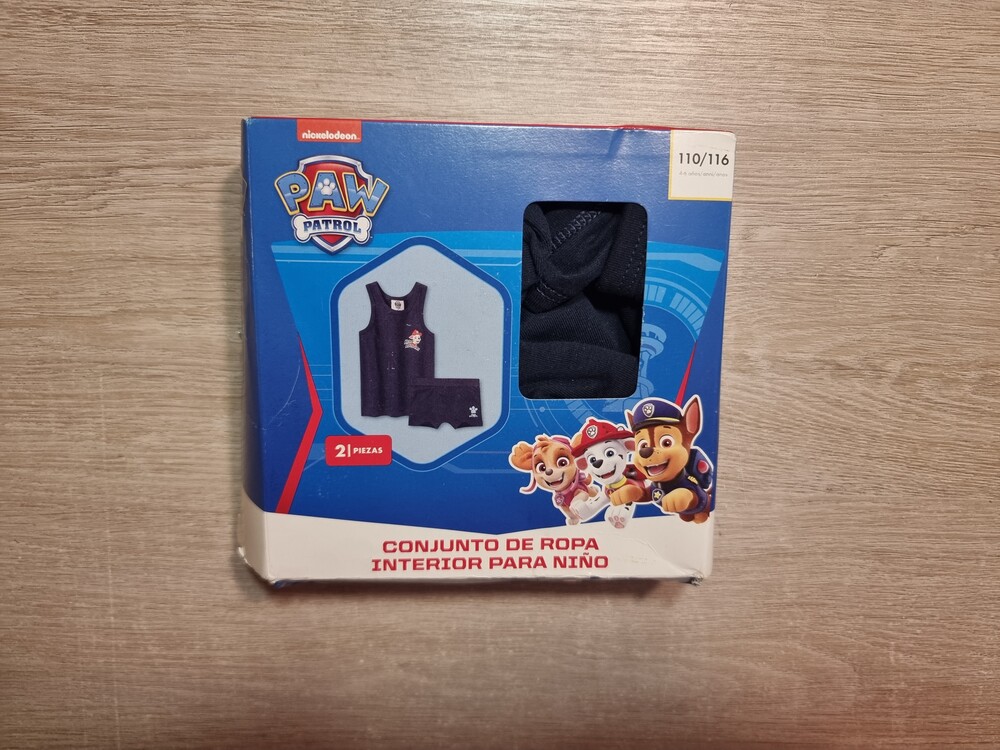 nickelodeon
PAW
PATROL
110/116
2| PIEZAS
CONJUNTO DE ROPA
INTERIOR PARA NIÑO